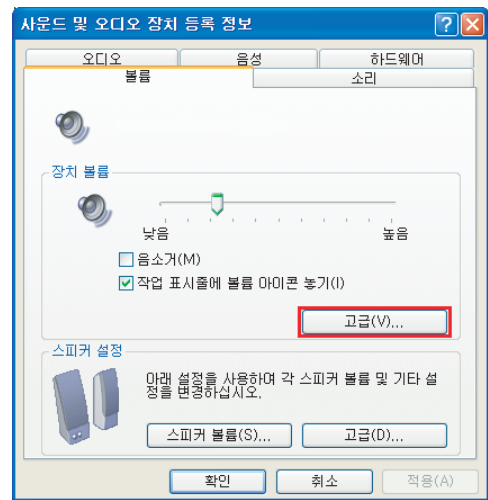 사운드 및 오디오 장치 등록 정보
오디오 음성 하드웨어
볼륨 소리
장치 볼륨
낮음 높음
음소거(M)
작업 표시줄에 볼륨 아이콘 놓기(I)
고급(V)...
스피커 설정
아래 설정을 사용하여 각 스피커 볼륨 및 기타 설
정을 변경하십시오.
스피커 볼륨(S)... 고급(D)...
확인 취소 적용(A)